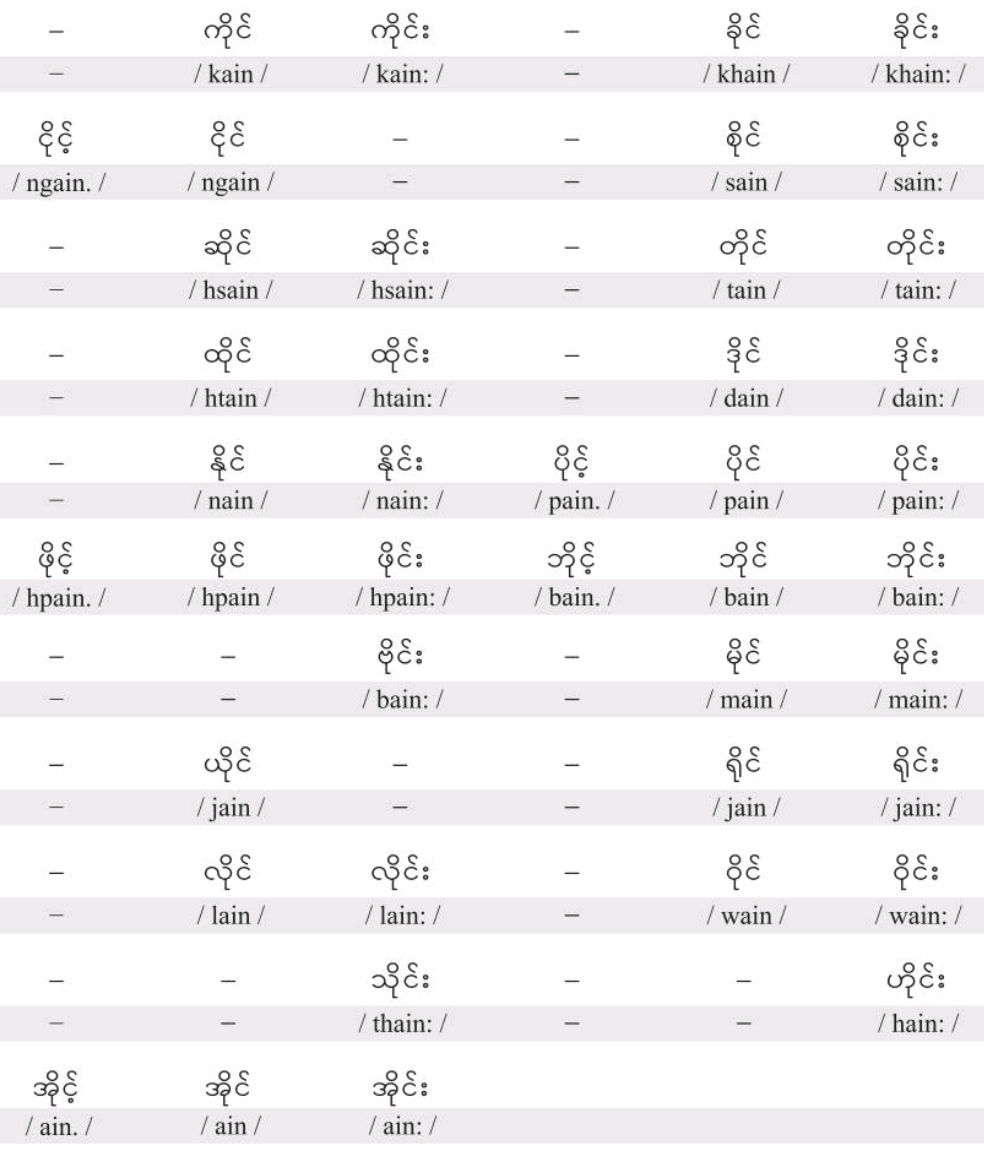 – ကိုင် ကိုင်း – ခိုင် ခိုင်း
– / kain / / kain: / – / khain / / khain: /
ငိုင့် ငိုင် – – စိုင် စိုင်း
/ ngain. / / ngain / – – / sain / / sain: /
– ဆိုင် ဆိုင်း – တိုင် တိုင်း
– / hsain / / hsain: / – / tain / / tain: /
– ထိုင် ထိုင်း – ဒိုင် ဒိုင်း
– / htain / / htain: / – / dain / / dain: /
– နိုင် နိုင်း ပိုင့် ပိုင် ပိုင်း
– / nain / / nain: / / pain. / / pain / / pain: /
ဖိုင့် ဖိုင် ဖိုင်း ဘိုင့် ဘိုင် ဘိုင်း
/ hpain. / / hpain / / hpain: / / bain. / / bain / / bain: /
– – ဗိုင်း – မိုင် မိုင်း
– – / bain: / – / main / / main: /
– ယိုင် – – ရိုင် ရိုင်း
– / jain / – – / jain / / jain: /
– လိုင် လိုင်း – ဝိုင် ဝိုင်း
– / lain / / lain: / – / wain / / wain: /
– – သိုင်း – – ဟိုင်း
– – / thain: / – – / hain: /
အိုင့် အိုင် အိုင်း
/ ain. / / ain / / ain: /